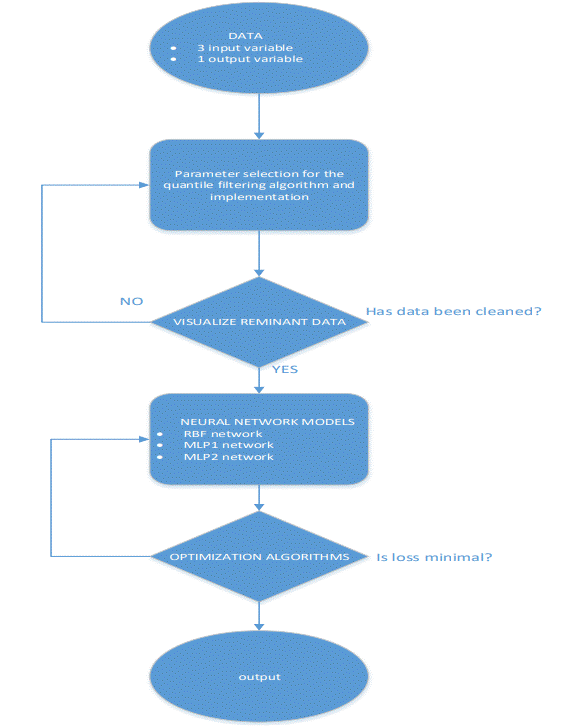 DATA
• 3 input variable
• 1 output variable
Parameter selection for the
quantile filtering algorithm and
implementation
NO
VISUALIZE REMINANT DATA
Has data been cleaned?
YES
NEURAL NETWORK MODELS
• RBF network
• MLP1 network
• MLP2 network
OPTIMIZATION ALGORITHMS
Is loss minimal?
output